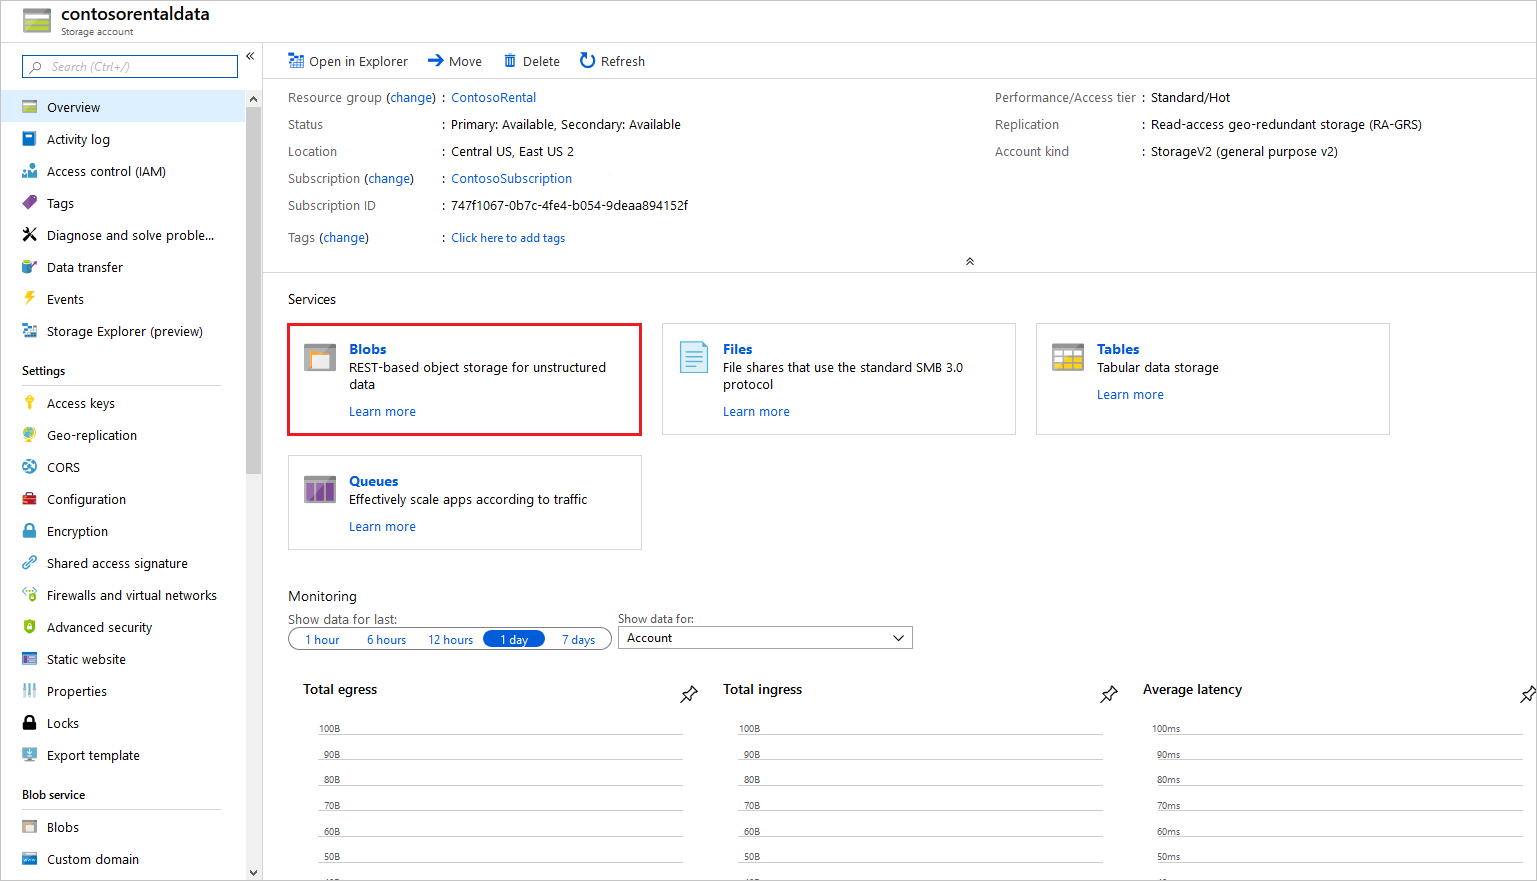 contosorentaldata
Storage account
Search (Ctrl+/)
«
Overview
Activity log
Access control (IAM)
Tags
Diagnose and solve proble...
Data transfer
Events
Storage Explorer (preview)
Settings
Access keys
Geo-replication
CORS
Configuration
Encryption
Shared access signature
Firewalls and virtual networks
Advanced security
Static website
Properties
Locks
Export template
Blob service
Blobs
Custom domain
Open in Explorer Move Delete Refresh
Resource group (change) : ContosoRental
Status : Primary: Available, Secondary: Available
Location : Central US, East US 2
Subscription (change) : ContosoSubscription
Subscription ID : 747f1067-0b7c-4fe4-b054-9deaa894152f
Tags (change) : Click here to add tags
Performance/Access tier : Standard/Hot
Replication : Read-access geo-redundant storage (RA-GRS)
Account kind : StorageV2 (general purpose v2)
Services
Blobs
REST-based object storage for unstructured
data
Learn more
Files
File shares that use the standard SMB 3.0
protocol
Learn more
Tables
Tabular data storage
Learn more
Queues
Effectively scale apps according to traffic
Learn more
Monitoring
Show data for last:
1 hour 6 hours 12 hours 1 day 7 days
Show data for:
Account
Total egress
100B
90B
80B
70B
60B
50B
Total ingress
100B
90B
80B
70B
60B
50B
Average latency
100ms
90ms
80ms
70ms
60ms
50ms